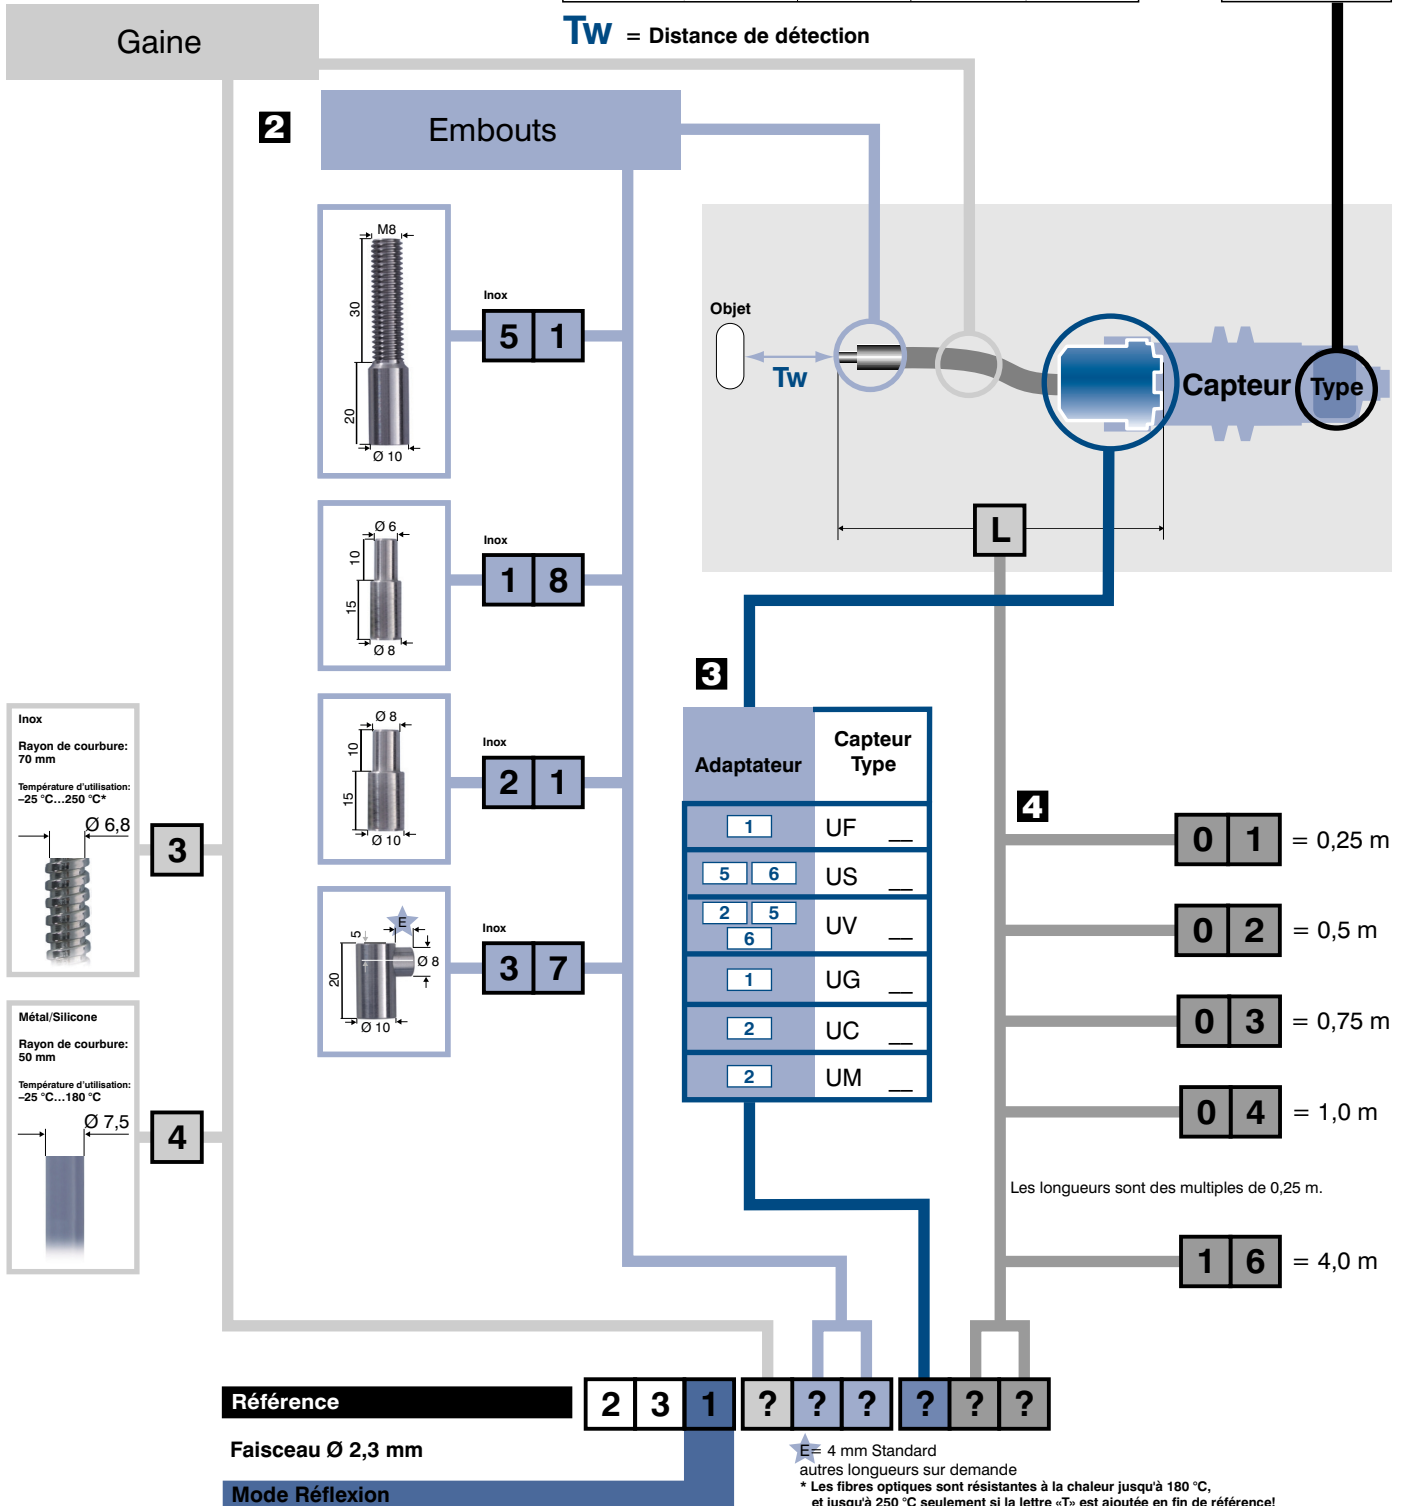 Gaine
Tw = Distance de détection
2
Embouts
M8
30
20
Ø 10
Inox
5 1
Objet
Tw
Capteur
Type
L
Ø 6
10
15
Ø 8
Inox
1 8
3
Ø 8
10
15
Ø 10
Inox
2 1
Inox
Rayon de courbure:
70 mm
Température d'utilisation:
–25 °C...250 °C*
Ø 6,8
3
Adaptateur
Capteur
Type
1 UF __
5 6 US __
2 5
6
UV __
1 UG __
2 UC __
2 UM __
4
0 1 = 0,25 m
0 2 = 0,5 m
0 3 = 0,75 m
0 4 = 1,0 m
Les longueurs sont des multiples de 0,25 m.
1 6 = 4,0 m
E
5
20
Ø 8
Ø 10
Inox
3 7
Métal/Silicone
Rayon de courbure:
50 mm
Température d'utilisation:
–25 °C...180 °C
Ø 7,5
4
Référence
2 3 1 ? ? ? ? ? ?
Faisceau Ø 2,3 mm
Mode Réflexion
E= 4 mm Standard
autres longueurs sur demande
* Les fibres optiques sont résistantes à la chaleur jusqu'à 180 °C,
et jusqu'à 250 °C seulement si la lettre «T» est ajoutée en fin de référence!